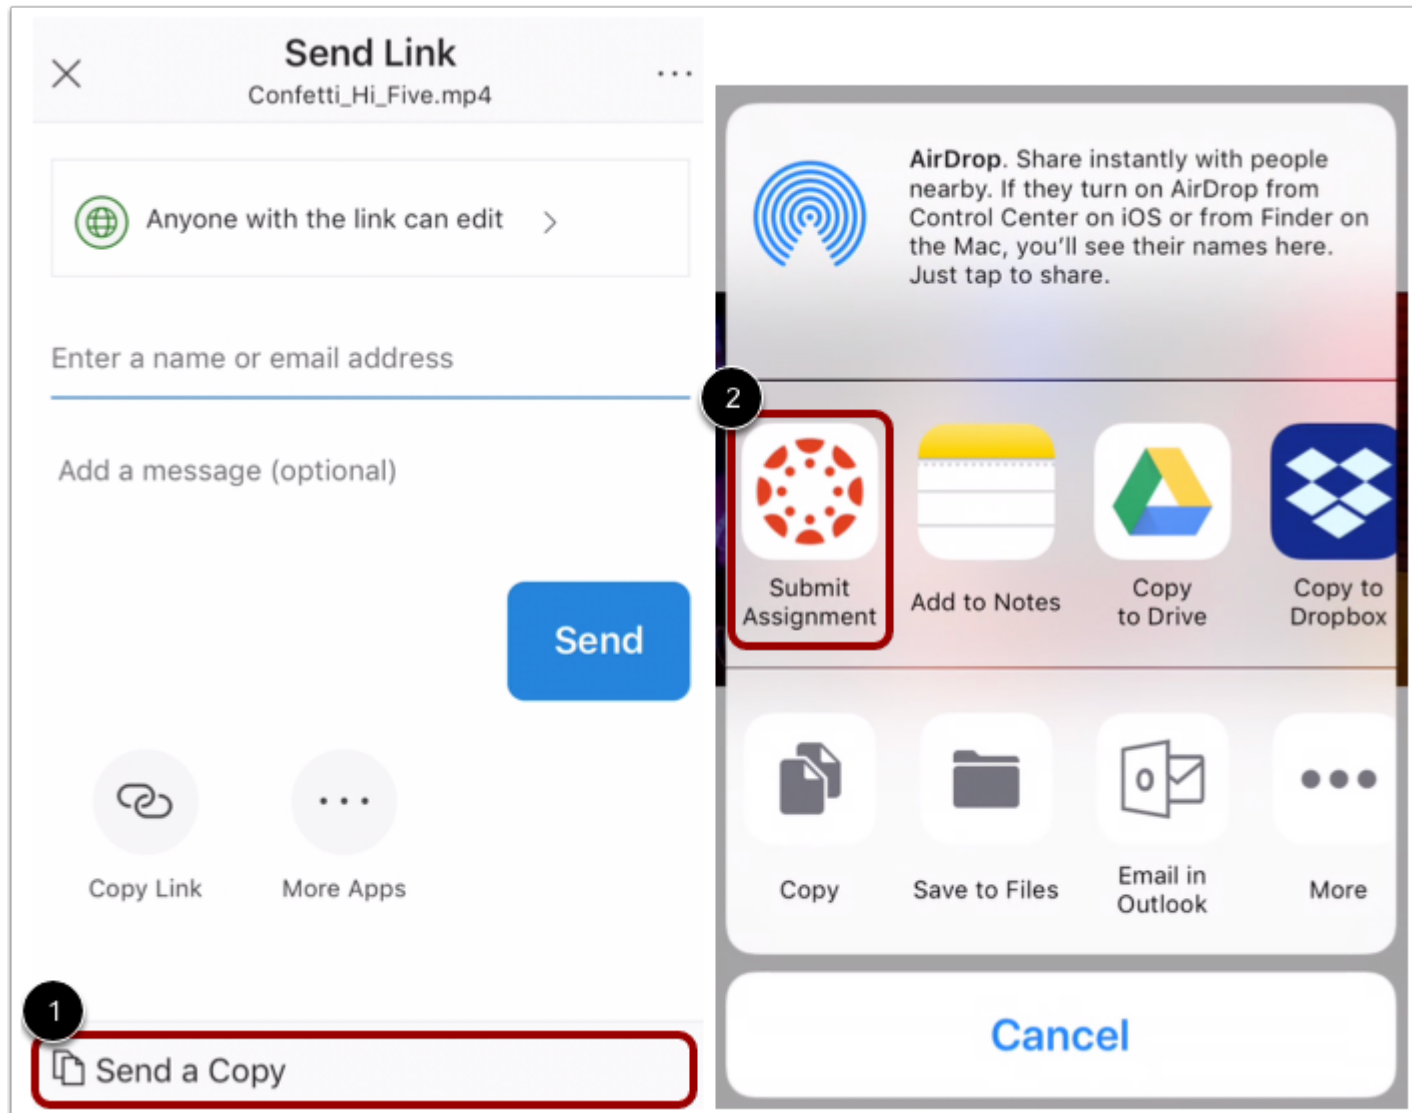 Send Link
Confetti_Hi_Five.mp4
Anyone with the link can edit
Enter a name or email address
Add a message (optional)
Send
Copy Link
More Apps
1
Send a Copy
AirDrop. Share instantly with people
nearby. If they turn on AirDrop from
Control Center on iOS or from Finder on
the Mac, you'll see their names here.
Just tap to share.
2
Submit
Assignment
Add to Notes
Copy
to Drive
Copy to
Dropbox
Copy
Save to Files
Email in
Outlook
More
Cancel